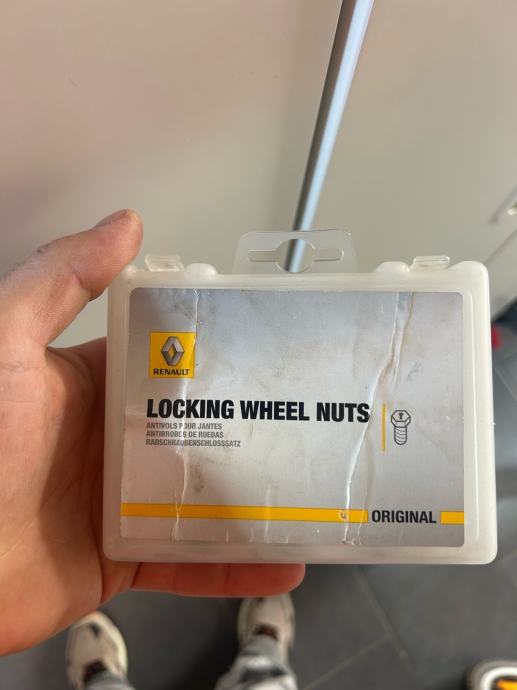 RENAULT
LOCKING WHEEL NUTS
ANTIVOLS POUR JANTES
ANTIRROBOS DE RUEDAS
RADSCHRAUBENSCHLOSSSATZ
ORIGINAL